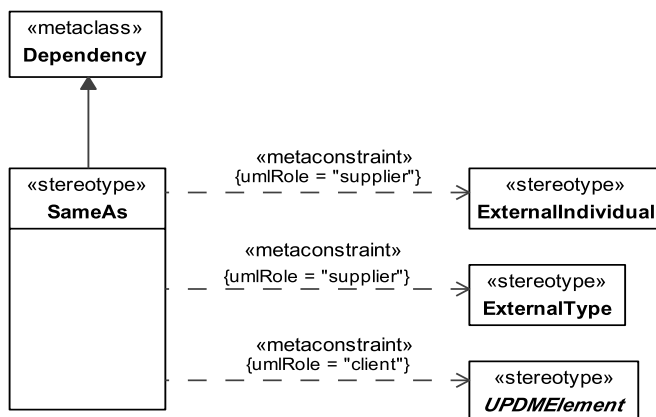 «metaclass»
Dependency
«stereotype»
SameAs
«metaconstraint»
{umlRole = "supplier"}
«stereotype»
ExternalIndividual
«metaconstraint»
{umlRole = "supplier"}
«stereotype»
ExternalType
«metaconstraint»
{umlRole = "client"}
«stereotype»
UPDMElement